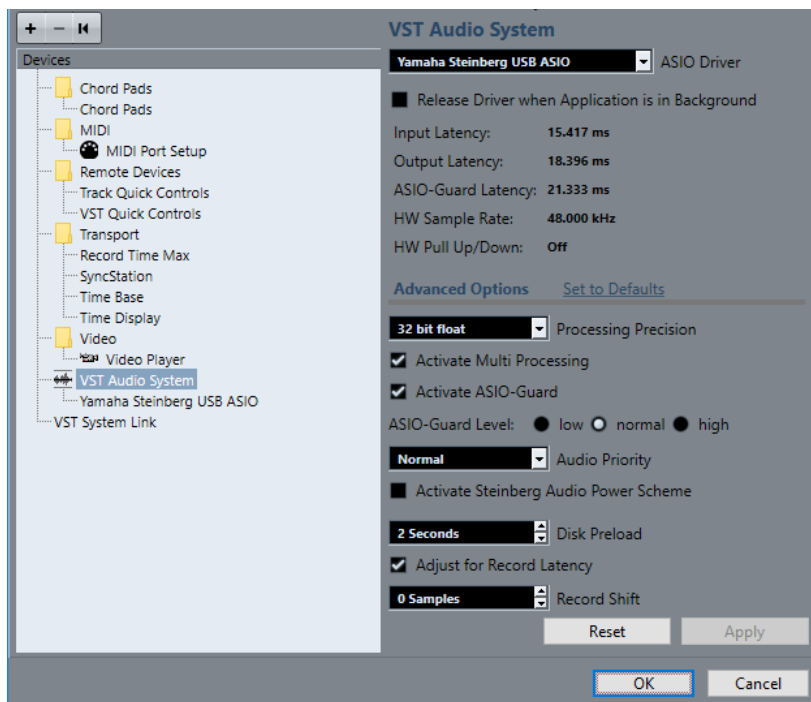 VST Audio System
Devices
Yamaha Steinberg USB ASIO ASIO Driver
Chord Pads
Chord Pads
MIDI
MIDI Port Setup
Remote Devices
Track Quick Controls
VST Quick Controls
Transport
Record Time Max
SyncStation
Time Base
Time Display
Video
Video Player
VST Audio System
Yamaha Steinberg USB ASIO
VST System Link
Release Driver when Application is in Background
Input Latency: 15.417 ms
Output Latency: 18.396 ms
ASIO-Guard Latency: 21.333 ms
HW Sample Rate: 48.000 kHz
HW Pull Up/Down: Off
Advanced Options Set to Defaults
32 bit float Processing Precision
Activate Multi Processing
Activate ASIO-Guard
ASIO-Guard Level: low normal high
Normal Audio Priority
Activate Steinberg Audio Power Scheme
2 Seconds Disk Preload
Adjust for Record Latency
0 Samples Record Shift
Reset Apply
OK Cancel